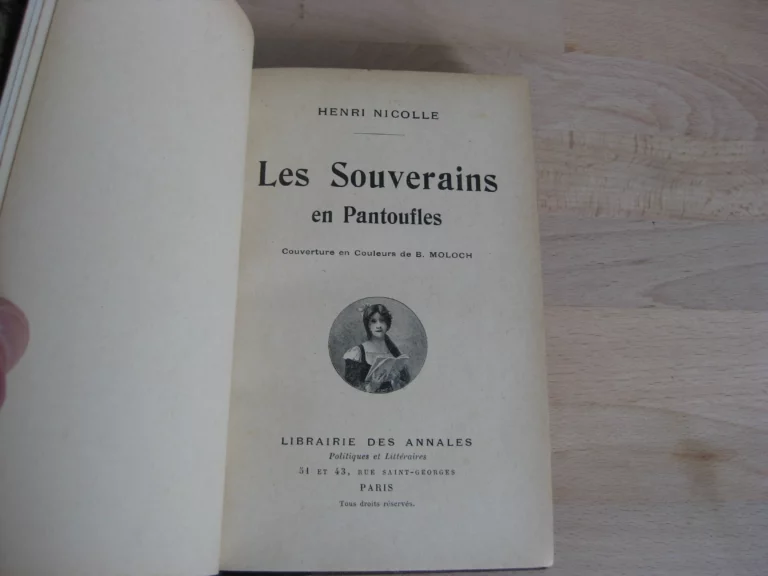 HENRI NICOLLE
Les Souverains
en Pantoufles
Couverture en Couleurs de B. MOLOCH
LIBRAIRIE DES ANNALES
Politiques et Littéraires
51 ET 43, RUE SAINT-GEORGES
PARIS
Tous droits réservés.